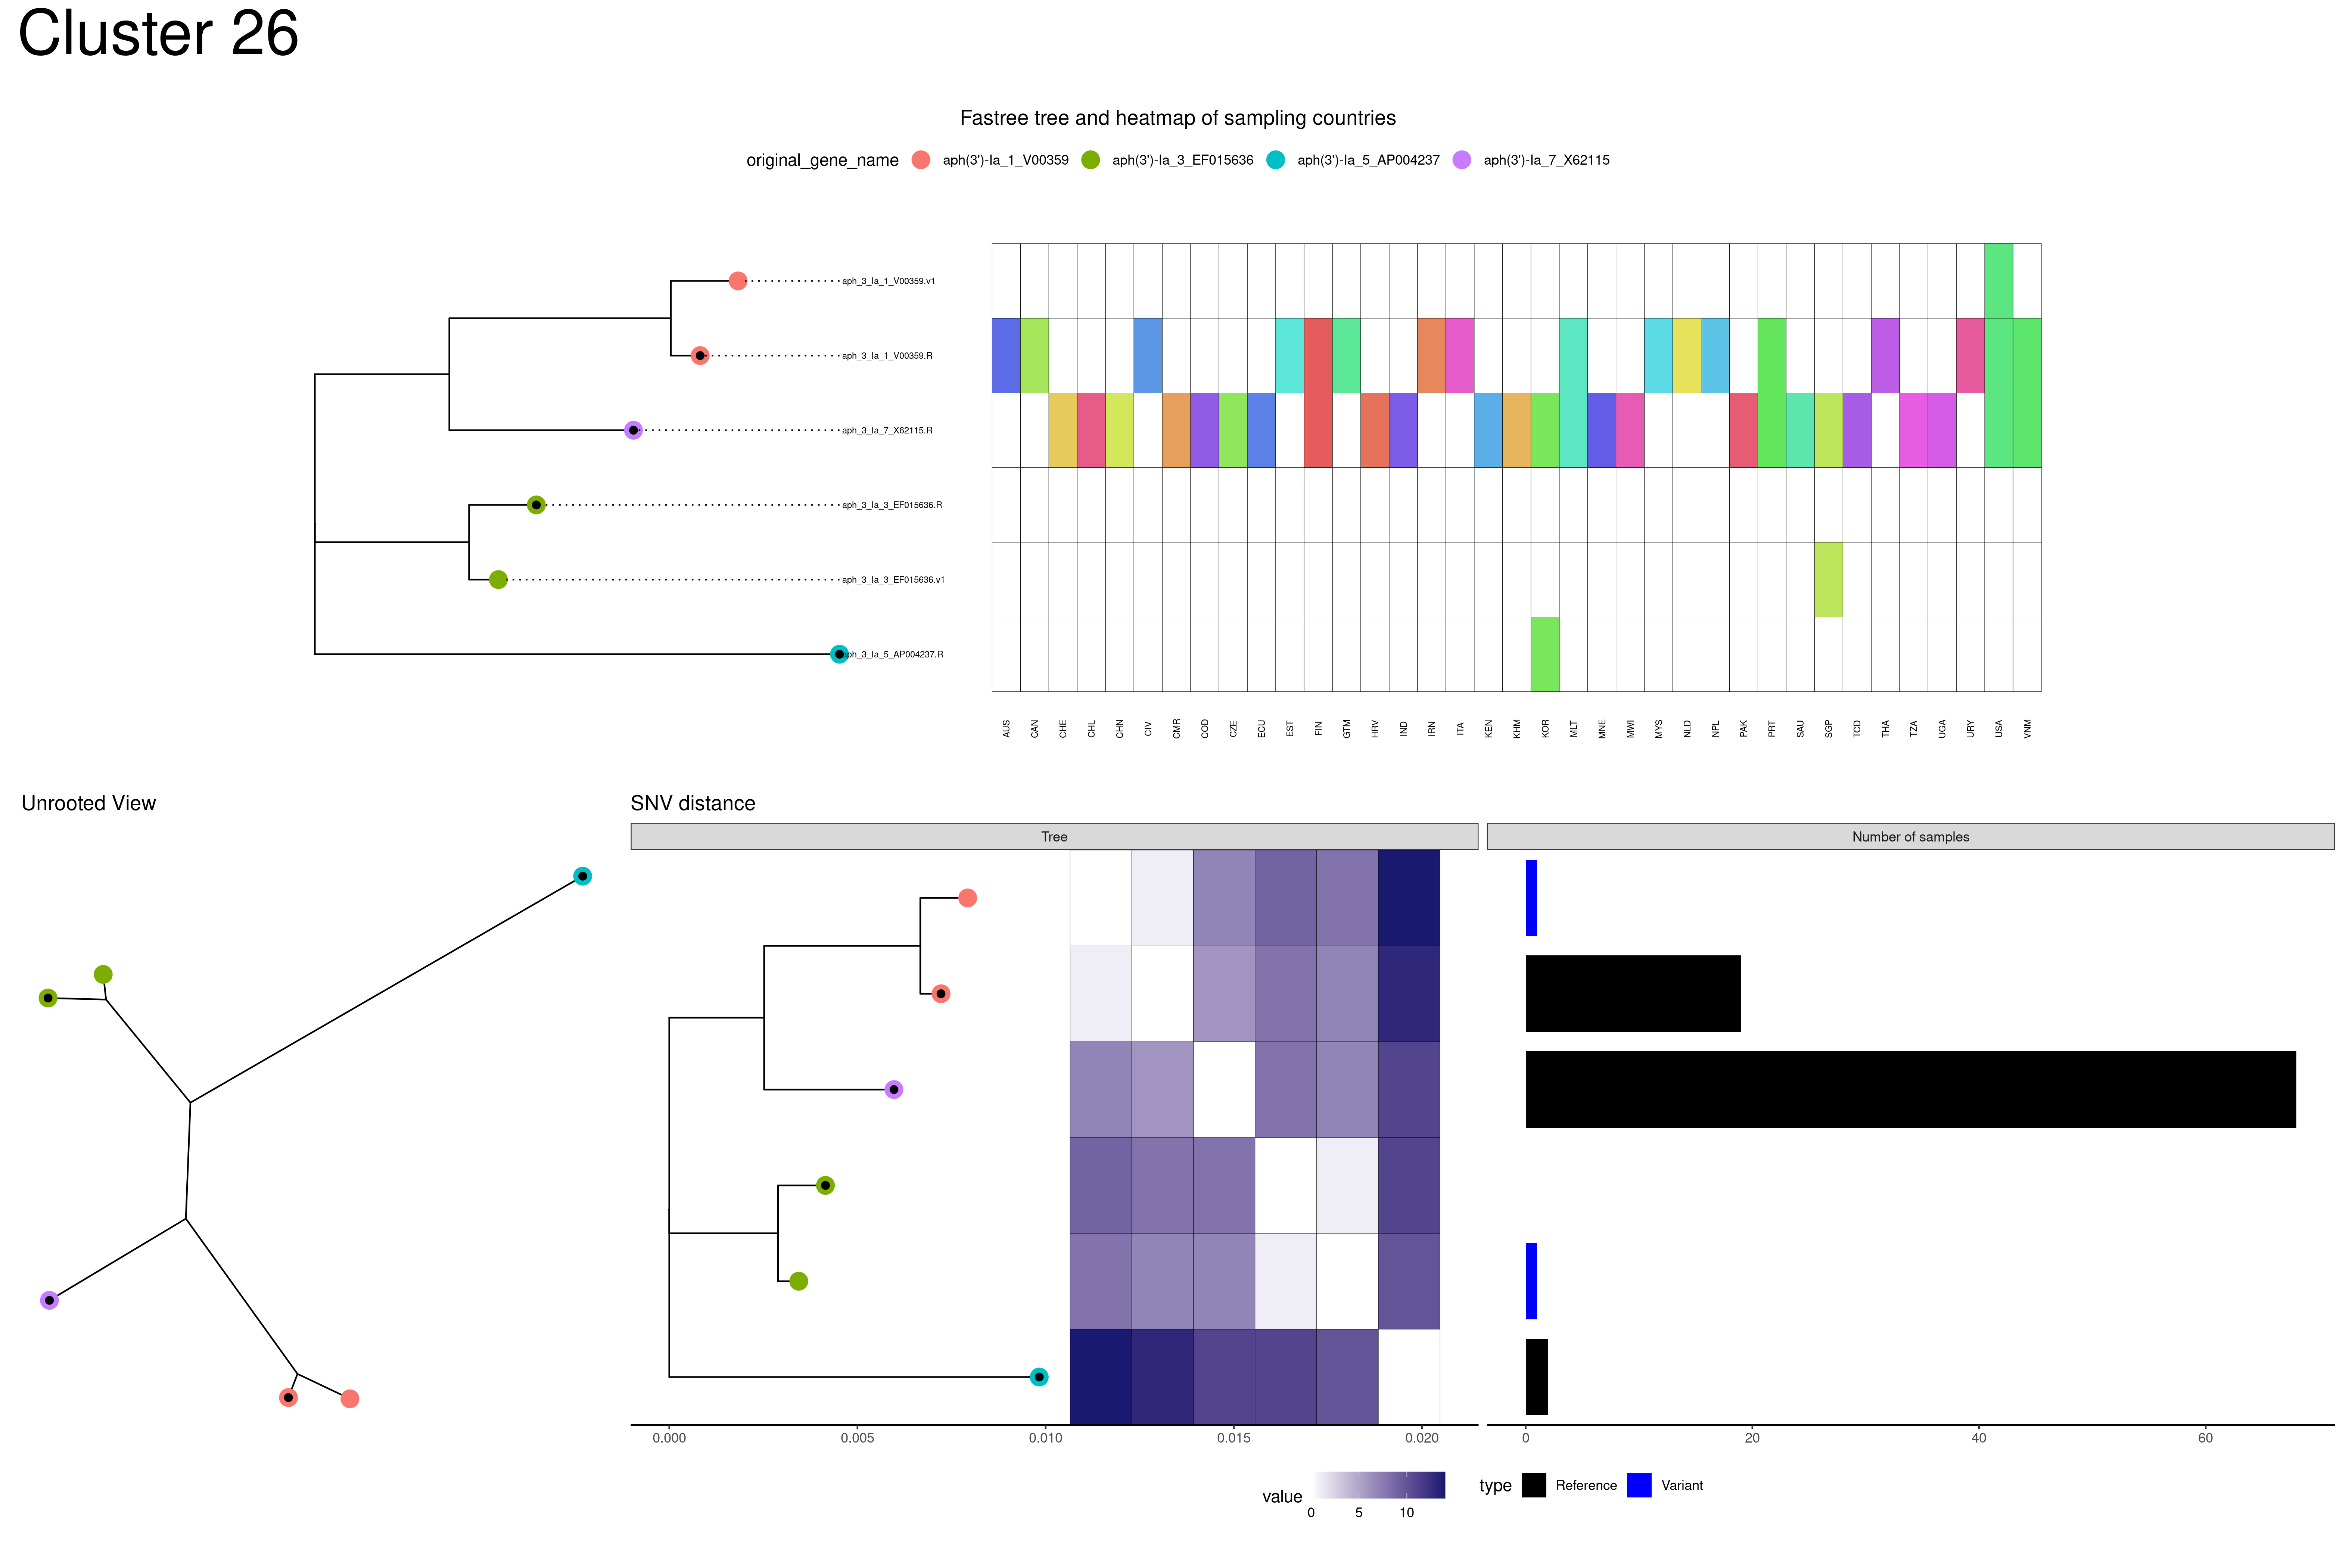 Cluster 26
Fastree tree and heatmap of sampling countries
original_gene_name aph(3')-Ia_1_V00359 aph(3')-Ia_3_EF015636 aph(3')-Ia_5_AP004237 aph(3')-Ia_7_X62115
aph_3_Ia_1_V00359.v1
aph_3_Ia_1_V00359.R
aph_3_Ia_7_X62115.R
aph_3_Ia_3_EF015636.R
aph_3_Ia_3_EF015636.v1
aph_3_Ia_5_AP004237.R
AUS CAN CHE CHL CHN CIV CMR COD CZE ECU EST FIN GTM HRV IND IRN ITA KEN KHM KOR MLT MNE MWI MYS NLD NPL PAK PRT SAU SGP TCD THA TZA UGA URY USA VNM
Unrooted View
SNV distance
Tree
Number of samples
0.000 0.005 0.010 0.015 0.020
0 20 40 60
value
0 5 10
type Reference Variant